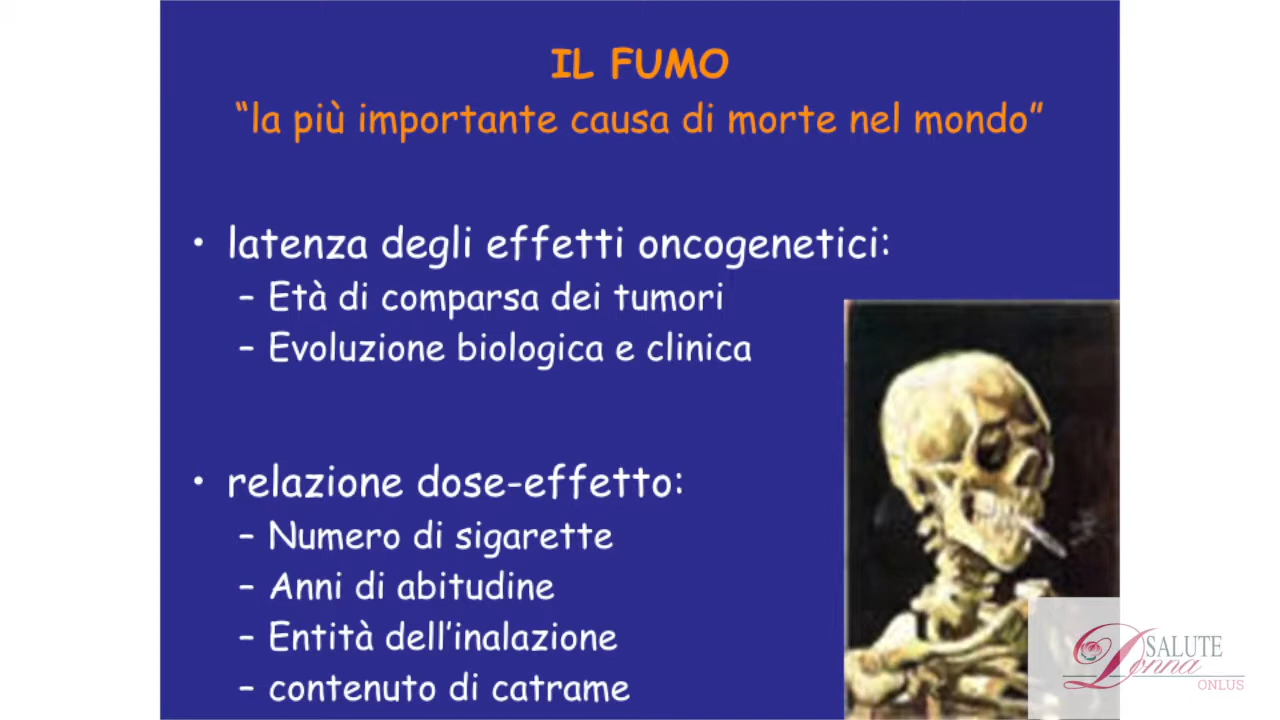 IL FUMO
“la più importante causa di morte nel mondo”
• latenza degli effetti oncogenetici:
– Età di comparsa dei tumori
– Evoluzione biologica e clinica
• relazione dose-effetto:
– Numero di sigarette
– Anni di abitudine
– Entità dell’inalazione
– contenuto di catrame
SALUTE
Donna
ONLUS